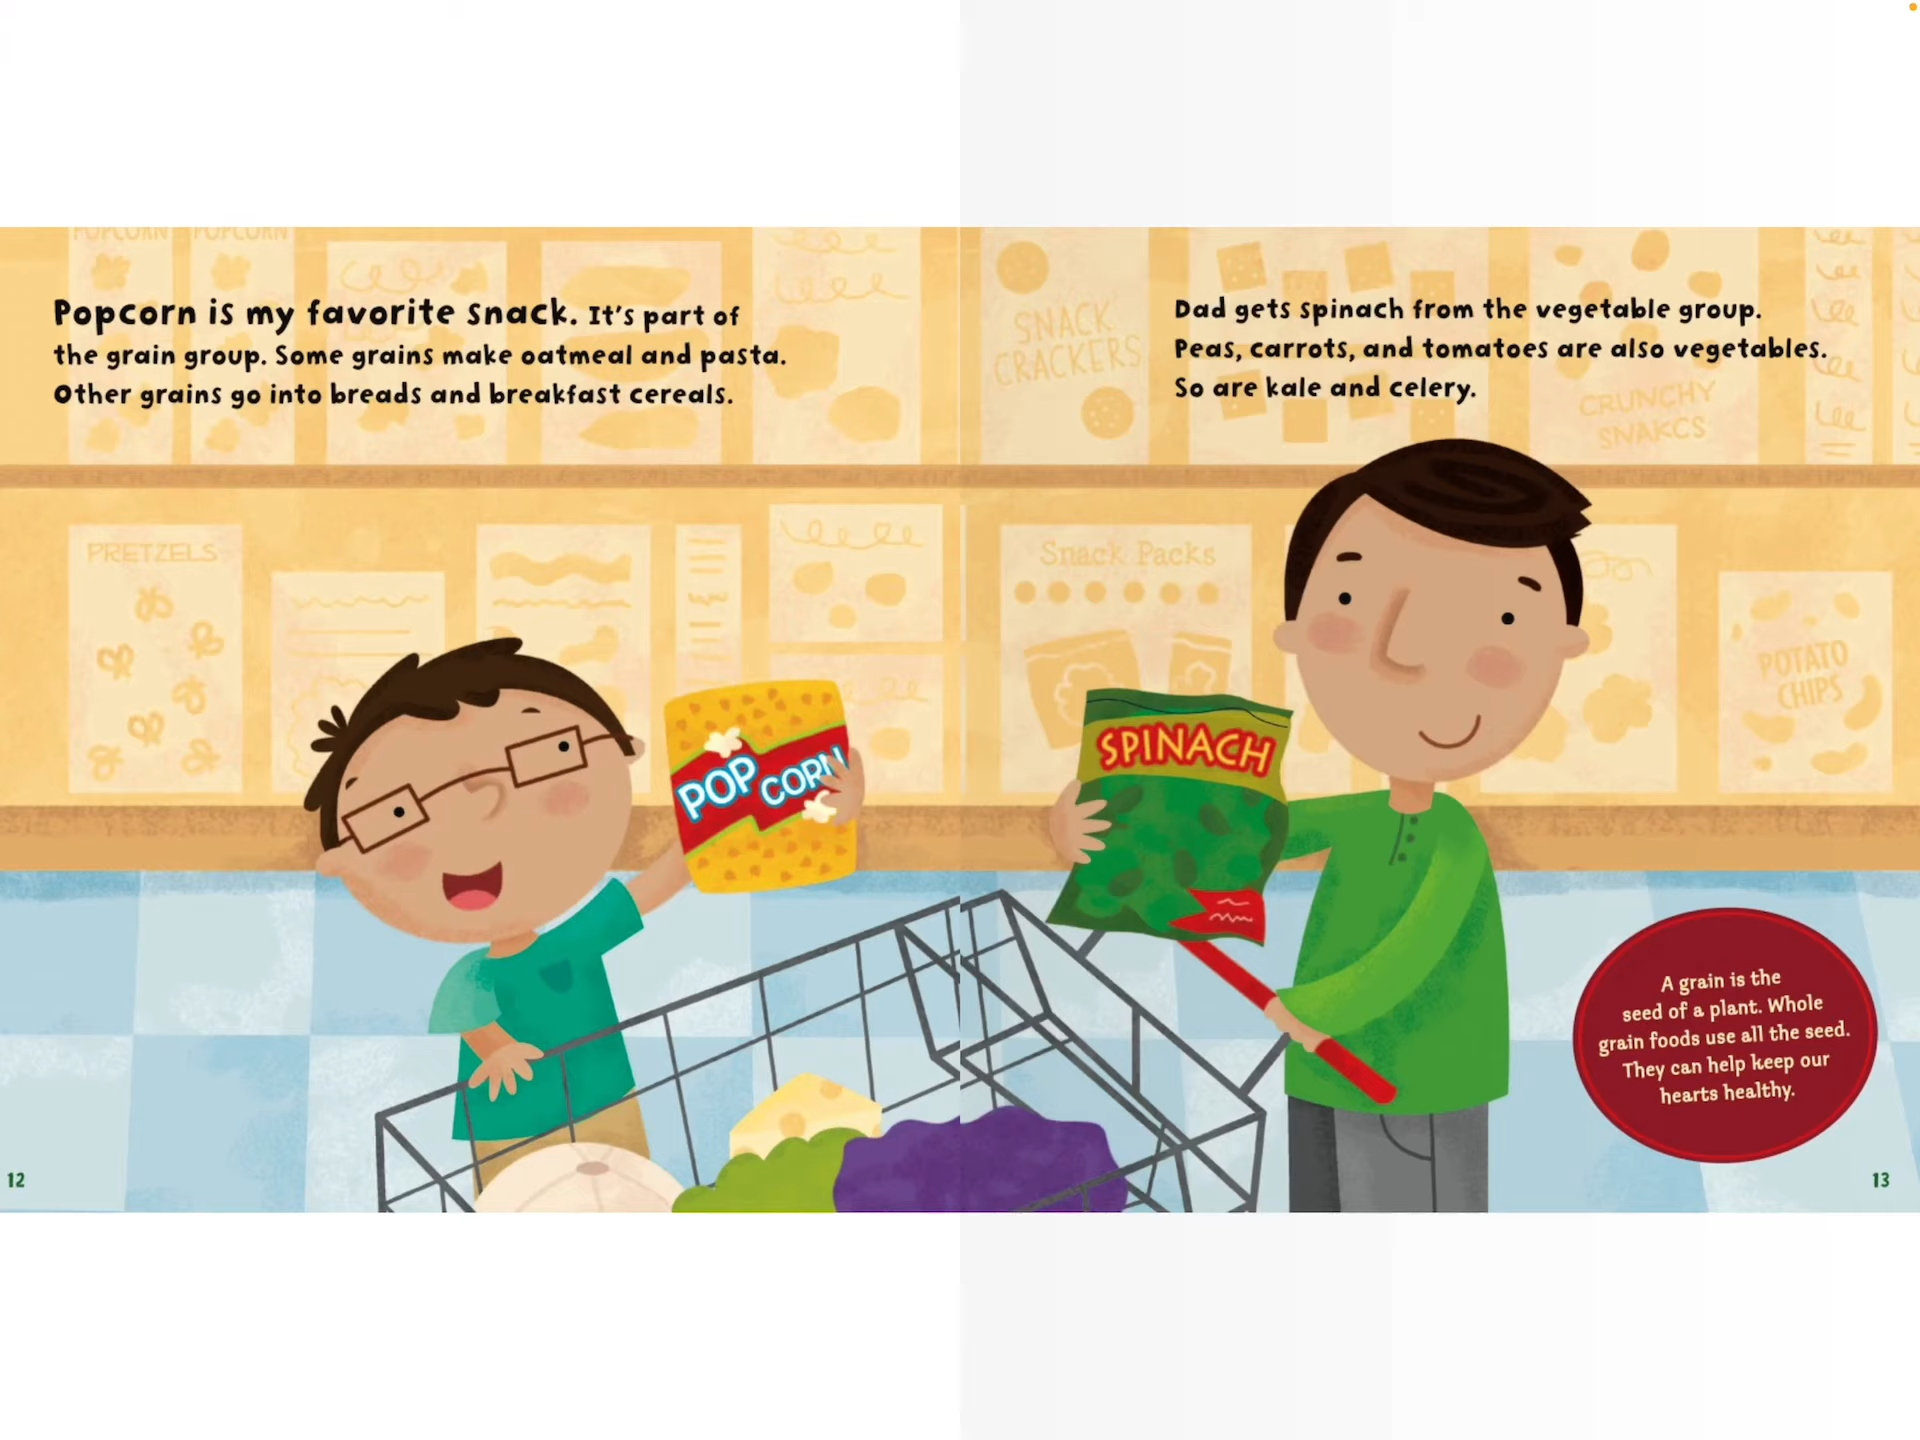 POPCORN POPCORN
Popcorn is my favorite snack. It's part of
the grain group. Some grains make oatmeal and pasta.
Other grains go into breads and breakfast cereals.
PRETZELS
POP CORN
12
SNACK
CRACKERS
Dad gets spinach from the vegetable group.
Peas, carrots, and tomatoes are also vegetables.
So are kale and celery.
CRUNCHY
SNAKCS
Snack Packs
POTATO
CHIPS
SPINACH
A grain is the
seed of a plant. Whole
grain foods use all the seed.
They can help keep our
hearts healthy.
13